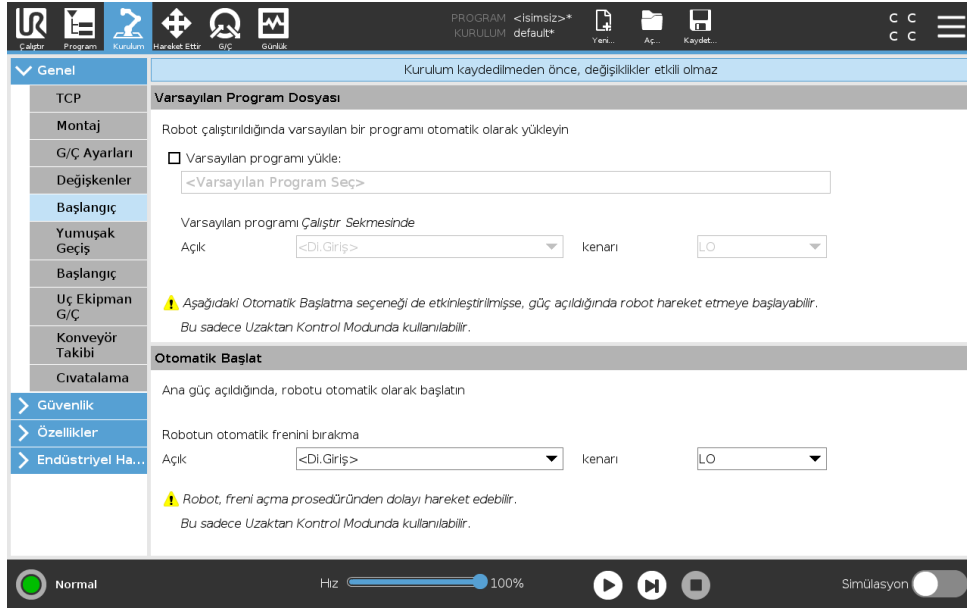 UR
Çalıştır
Program
Kurulum
Hareket Ettir
G/Ç
Günlük
PROGRAM <isimsiz>*
KURULUM default*
Yeni...
Aç...
Kaydet...
C C
C C
Genel
TCP
Montaj
G/Ç Ayarları
Değişkenler
Başlangıç
Yumuşak
Geçiş
Başlangıç
Uç Ekipman
G/Ç
Konveyör
Takibi
Cıvatalama
Güvenlik
Özellikler
Endüstriyel Ha...
Kurulum kaydedilmeden önce, değişiklikler etkili olmaz
Varsayılan Program Dosyası
Robot çalıştırıldığında varsayılan bir programı otomatik olarak yükleyin
Varsayılan programı yükle:
<Varsayılan Program Seç>
Varsayılan programı Çalıştır Sekmesinde
Açık <Di.Giriş> kenarı LO
Aşağıdaki Otomatik Başlatma seçeneği de etkinleştirilmişse, güç açıldığında robot hareket etmeye başlayabilir.
Bu sadece Uzaktan Kontrol Modunda kullanılabilir.
Otomatik Başlat
Ana güç açıldığında, robotu otomatik olarak başlatın
Robotun otomatik frenini bırakma
Açık <Di.Giriş> kenarı LO
Robot, freni açma prosedüründen dolayı hareket edebilir.
Bu sadece Uzaktan Kontrol Modunda kullanılabilir.
Normal
Hız 100%
Simülasyon